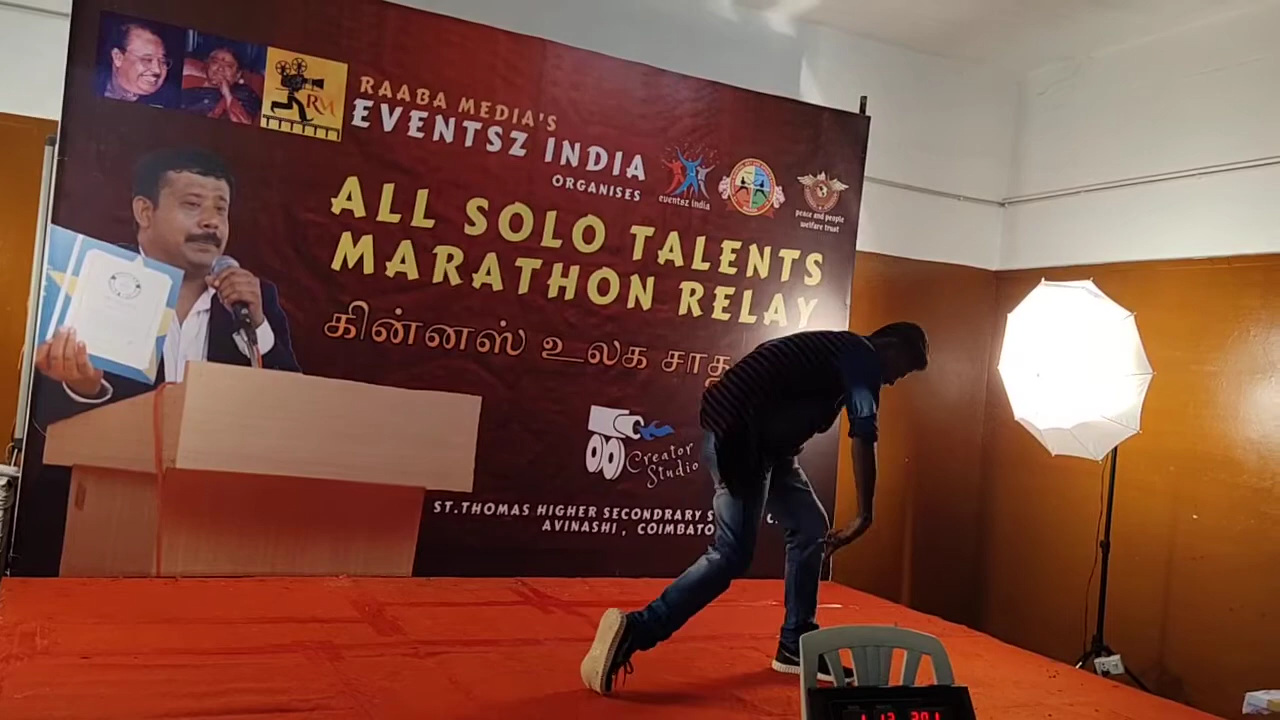 RM
RAABA MEDIA'S
EVENTSZ INDIA
ORGANISES
eventsz india
peace and people
welfare trust
ALL SOLO TALENTS
MARATHON RELAY
கின்னஸ் உலக
Creator
Studio
ST.THOMAS HIGHER SECONDRARY
AVINASHI,